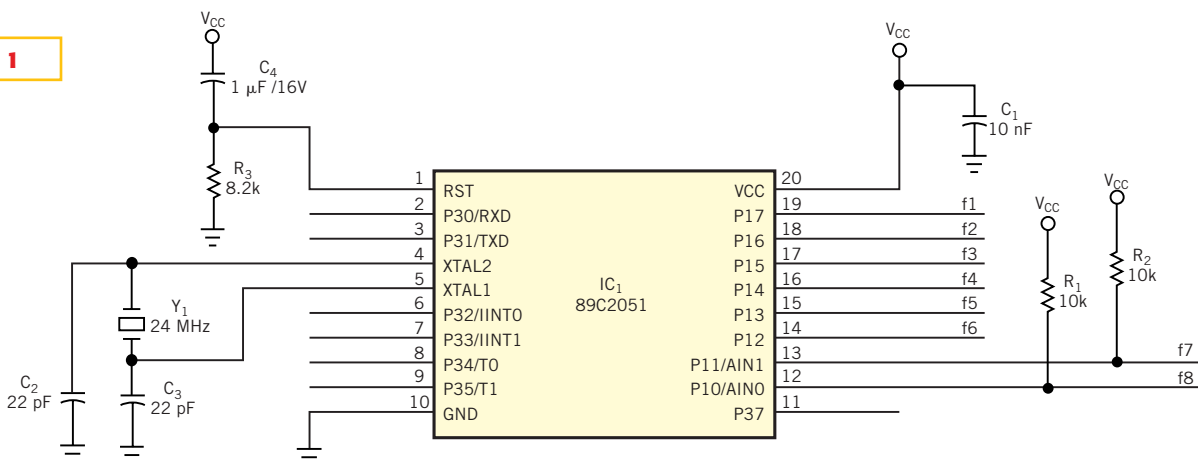 1
V_CC
C₄
1 µF /16V
R₃
8.2k
V_CC
C₁
10 nF
V_CC
R₂
10k
V_CC
R₁
10k
Y₁
24 MHz
C₂
22 pF
C₃
22 pF
IC₁
89C2051
1 RST
2 P30/RXD
3 P31/TXD
4 XTAL2
5 XTAL1
6 P32/IINT0
7 P33/IINT1
8 P34/T0
9 P35/T1
10 GND
VCC 20
P17 19 f1
P16 18 f2
P15 17 f3
P14 16 f4
P13 15 f5
P12 14 f6
P11/AIN1 13 f7
P10/AIN0 12 f8
P37 11